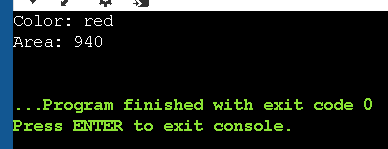 Color: red
Area: 940
...Program finished with exit code 0
Press ENTER to exit console.